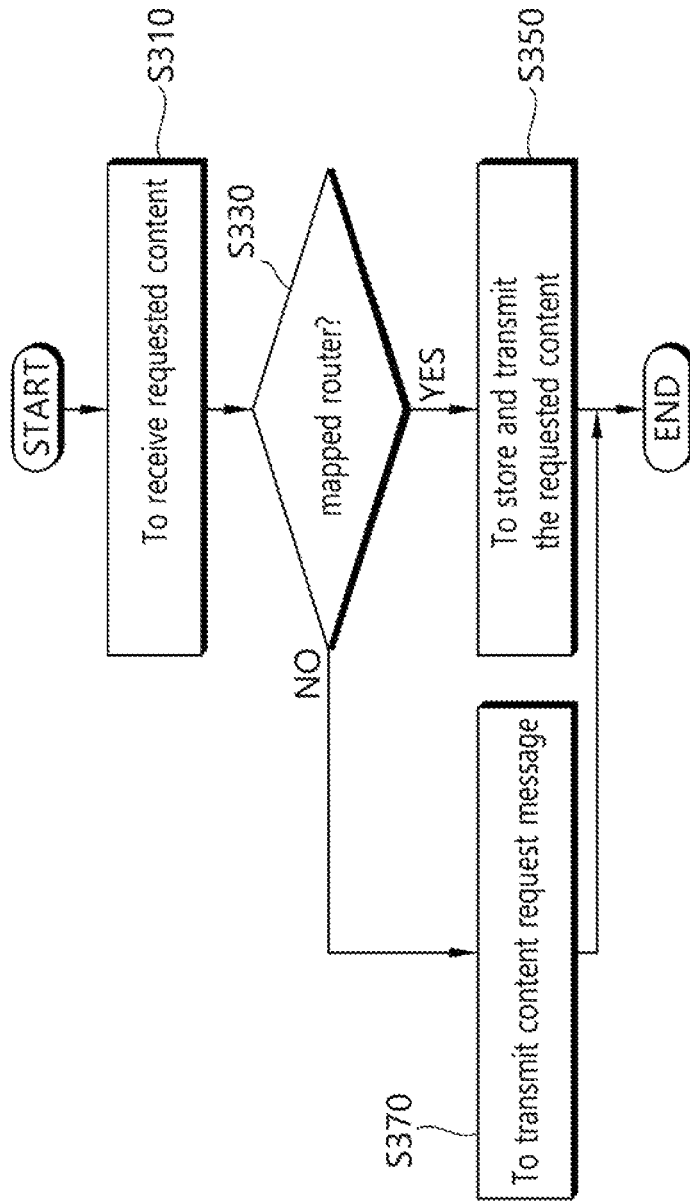 START
To receive requested content
S310
mapped router?
S330
NO
YES
To store and transmit
the requested content
S350
To transmit content request message
S370
END